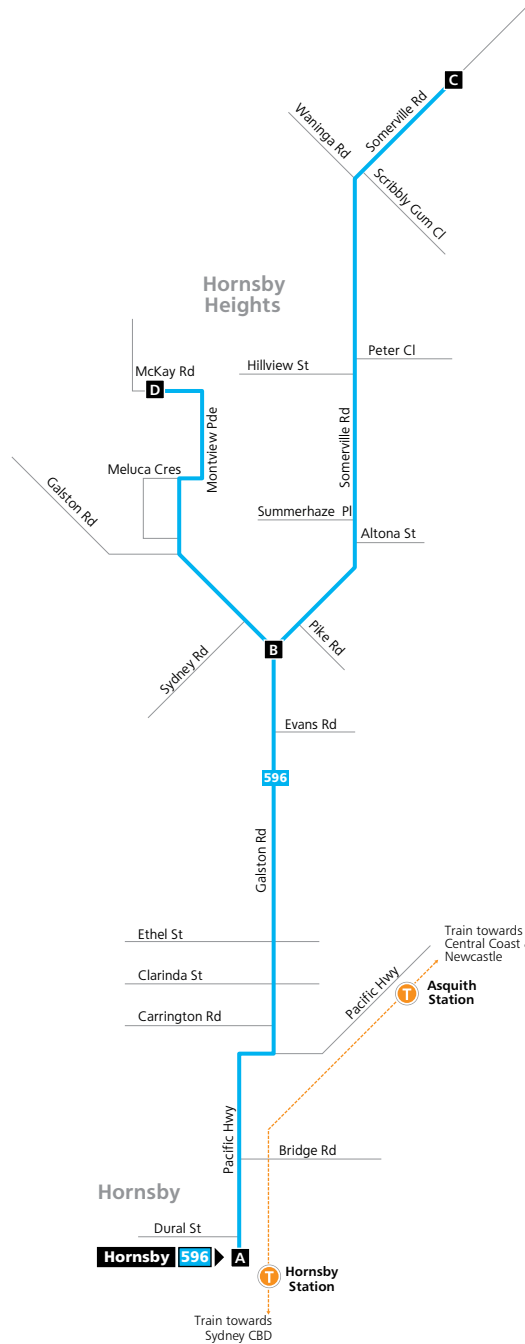 C
Somerville Rd
Waninga Rd
Scribbly Gum Cl
Hornsby
Heights
Peter Cl
Hillview St
McKay Rd
D
Montview Pde
Somerville Rd
Meluca Cres
Galston Rd
Summerhaze Pl
Altona St
B
Pike Rd
Sydney Rd
Evans Rd
596
Galston Rd
Ethel St
Train towards
Central Coast &
Newcastle
Clarinda St
Pacific Hwy
T
Asquith
Station
Carrington Rd
Pacific Hwy
Bridge Rd
Hornsby
Dural St
Hornsby 596 A
T
Hornsby
Station
Train towards
Sydney CBD